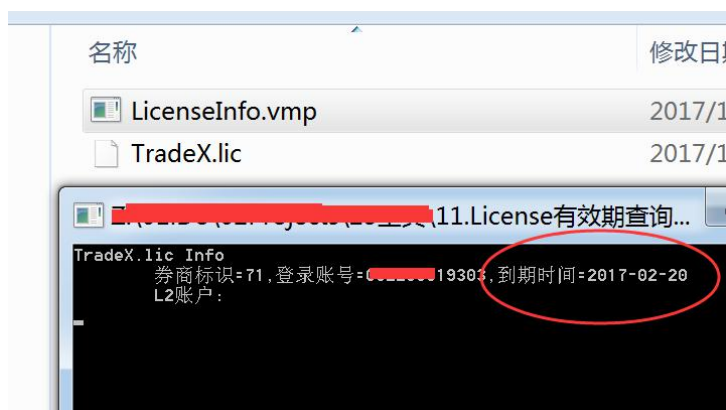 名称 修改日
LicenseInfo.vmp 2017/1
TradeX.lic 2017/1
\11.License有效期查询...
TradeX.lic Info
券商标识=71,登录账号=19303,到期时间=2017-02-20
L2账户: